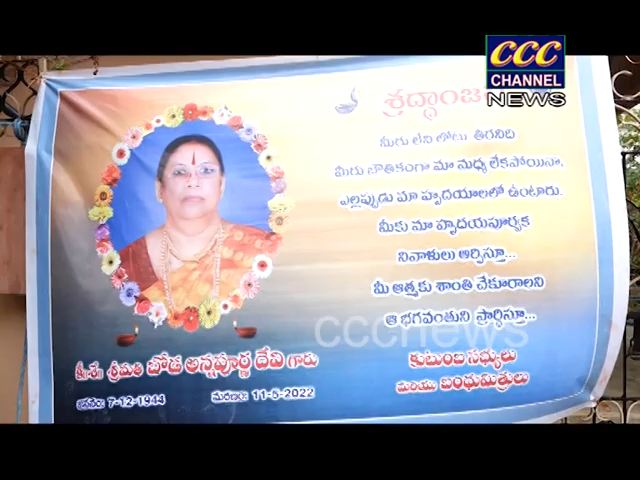 CCC
CHANNEL
NEWS
శ్రద్ధాంజలి
మీరు లేని లోటు తీరనిది
మీరు భౌతికంగా మా మధ్య లేకపోయినా.
ఎల్లప్పుడు మా హృదయాలలో ఉంటారు.
మీకు మా హృదయపూర్వక
నివాళులు అర్పిస్తూ...
మీ ఆత్మకు శాంతి చేకూరాలని
ఆ భగవంతుని ప్రార్థిస్తూ...
cccnews
కుటుంబ సభ్యులు
మరియు బంధుమిత్రులు
శ్రీమతి బోడ అన్నపూర్ణ దేవి గారు
జననం: 7-12-1944 మరణం: 11-5-2022